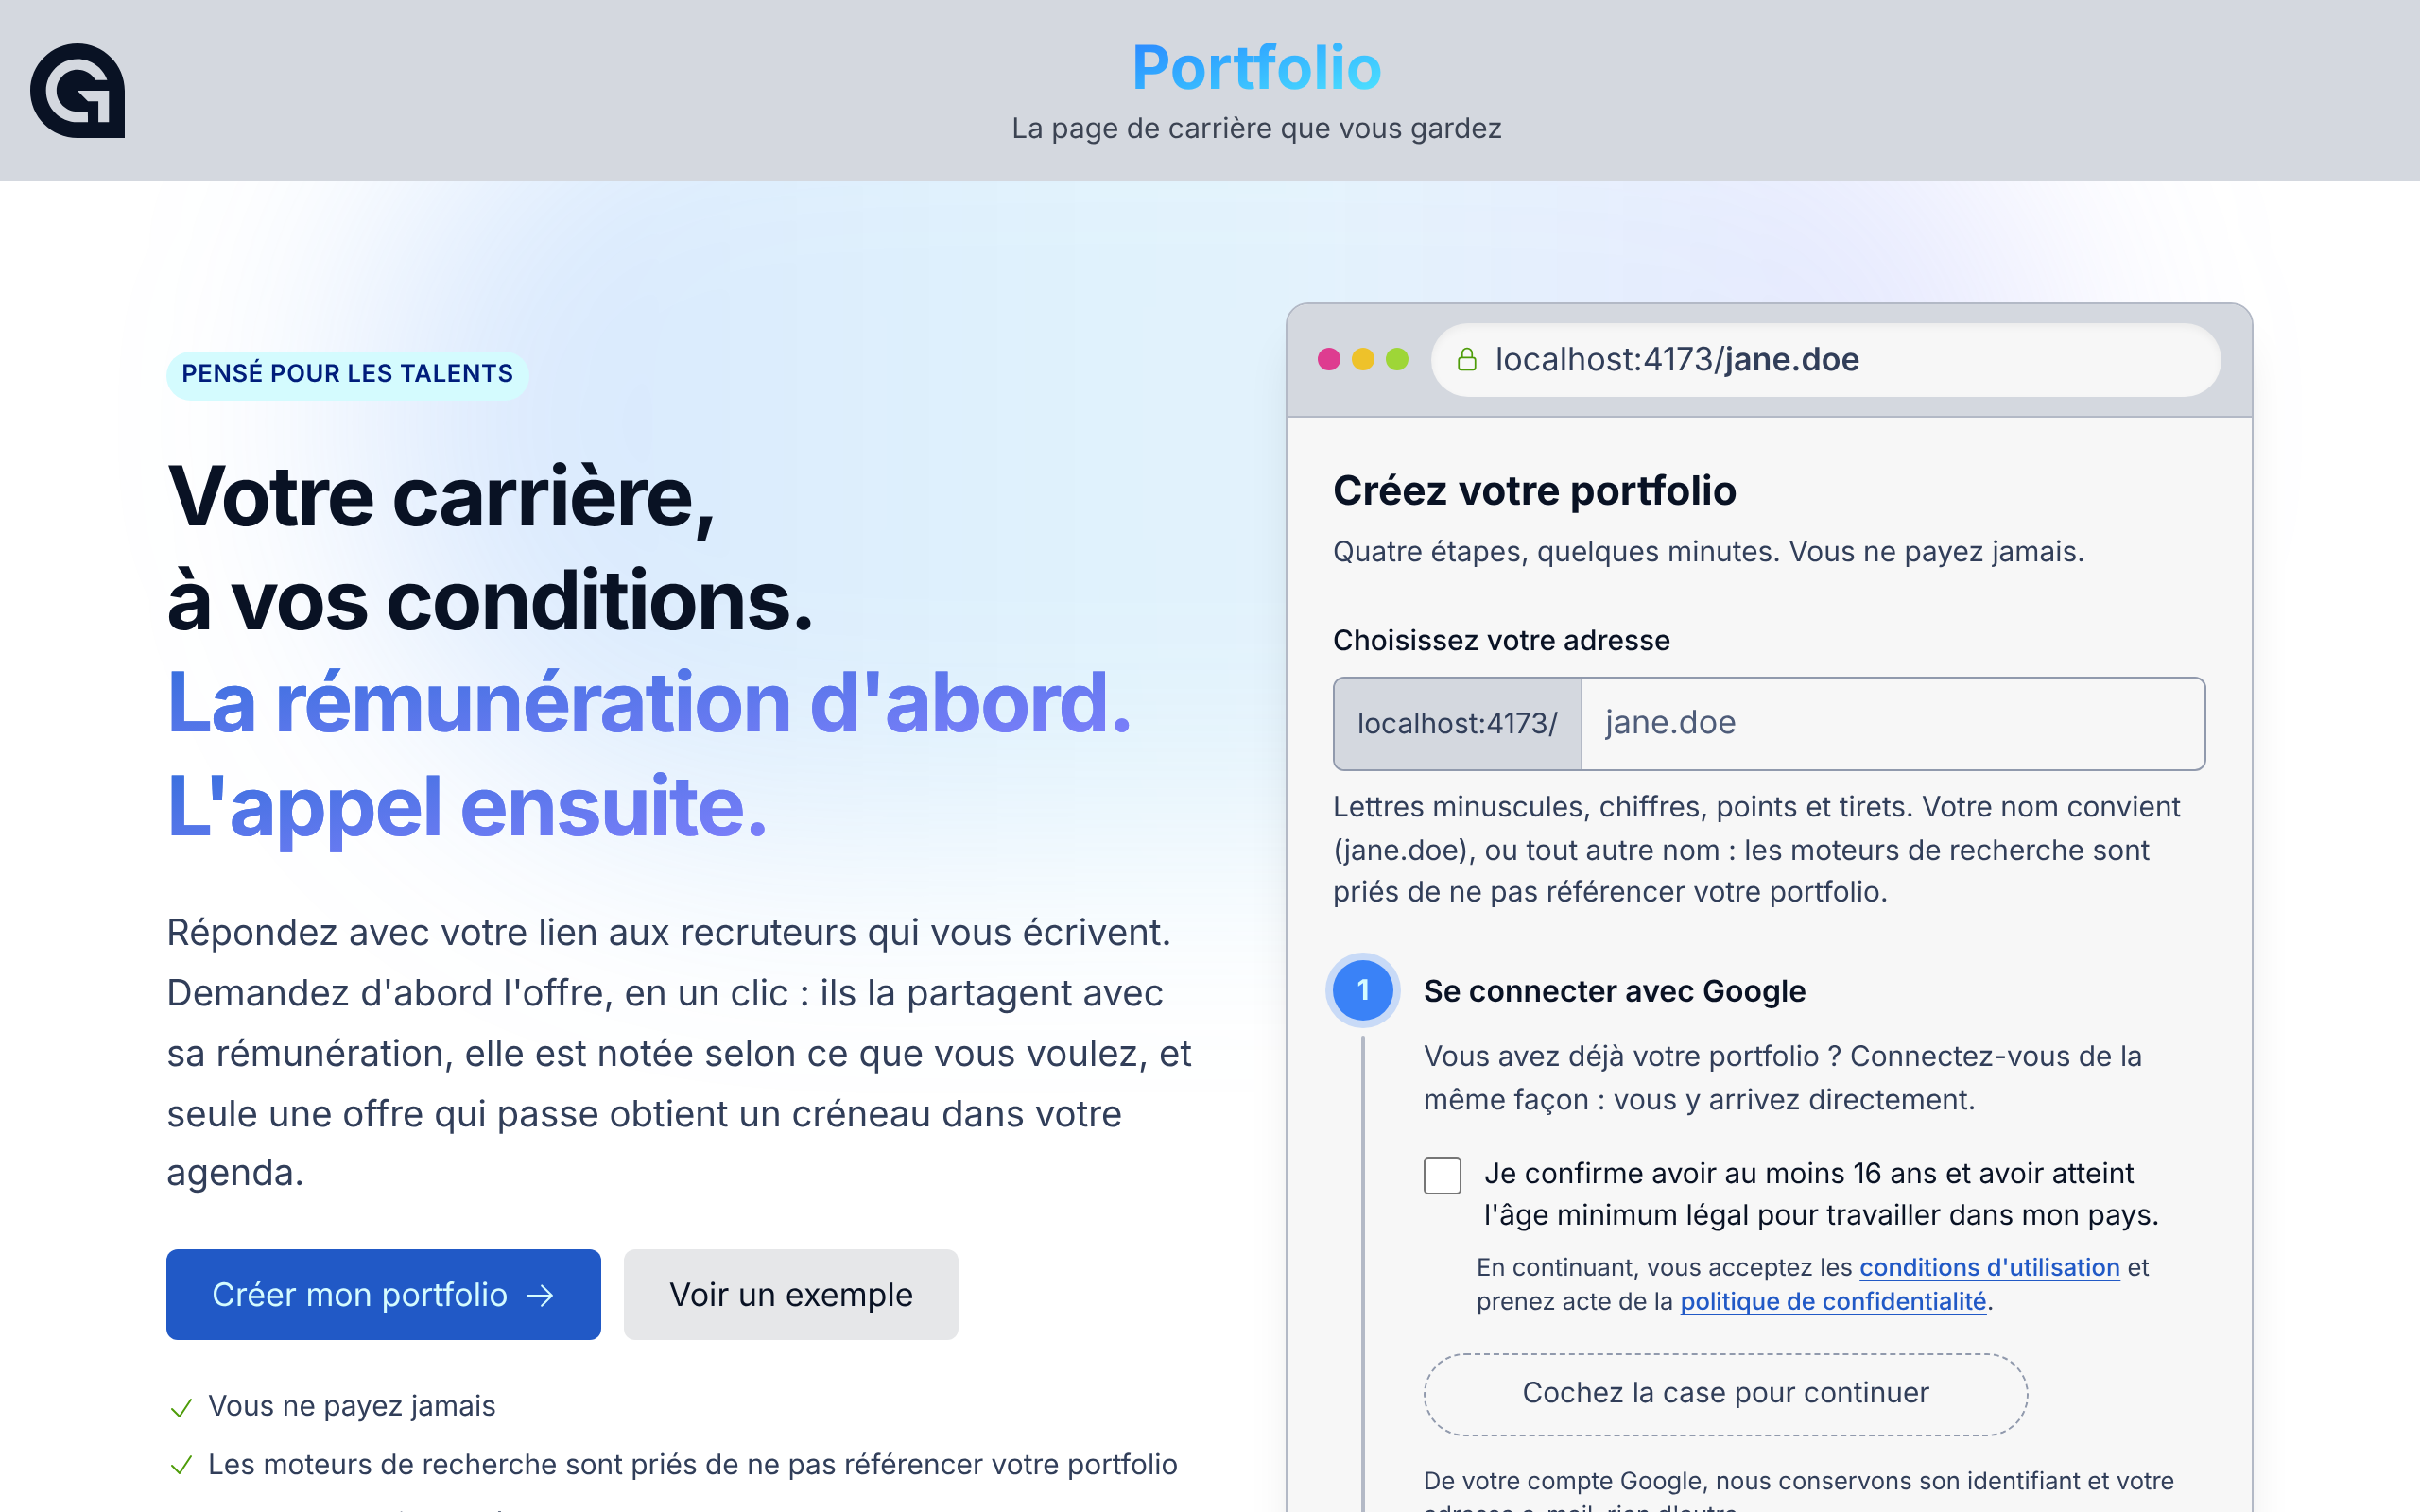 Portfolio
La page de carrière que vous gardez
PENSÉ POUR LES TALENTS
Votre carrière,
à vos conditions.
La rémunération d'abord.
L'appel ensuite.
Répondez avec votre lien aux recruteurs qui vous écrivent.
Demandez d'abord l'offre, en un clic : ils la partagent avec
sa rémunération, elle est notée selon ce que vous voulez, et
seule une offre qui passe obtient un créneau dans votre
agenda.
Créer mon portfolio →
Voir un exemple
Vous ne payez jamais
Les moteurs de recherche sont priés de ne pas référencer votre portfolio
localhost:4173/jane.doe
Créez votre portfolio
Quatre étapes, quelques minutes. Vous ne payez jamais.
Choisissez votre adresse
localhost:4173/ jane.doe
Lettres minuscules, chiffres, points et tirets. Votre nom convient
(jane.doe), ou tout autre nom : les moteurs de recherche sont
priés de ne pas référencer votre portfolio.
1 Se connecter avec Google
Vous avez déjà votre portfolio ? Connectez-vous de la
même façon : vous y arrivez directement.
Je confirme avoir au moins 16 ans et avoir atteint
l'âge minimum légal pour travailler dans mon pays.
En continuant, vous acceptez les conditions d'utilisation et
prenez acte de la politique de confidentialité.
Cochez la case pour continuer
De votre compte Google, nous conservons son identifiant et votre